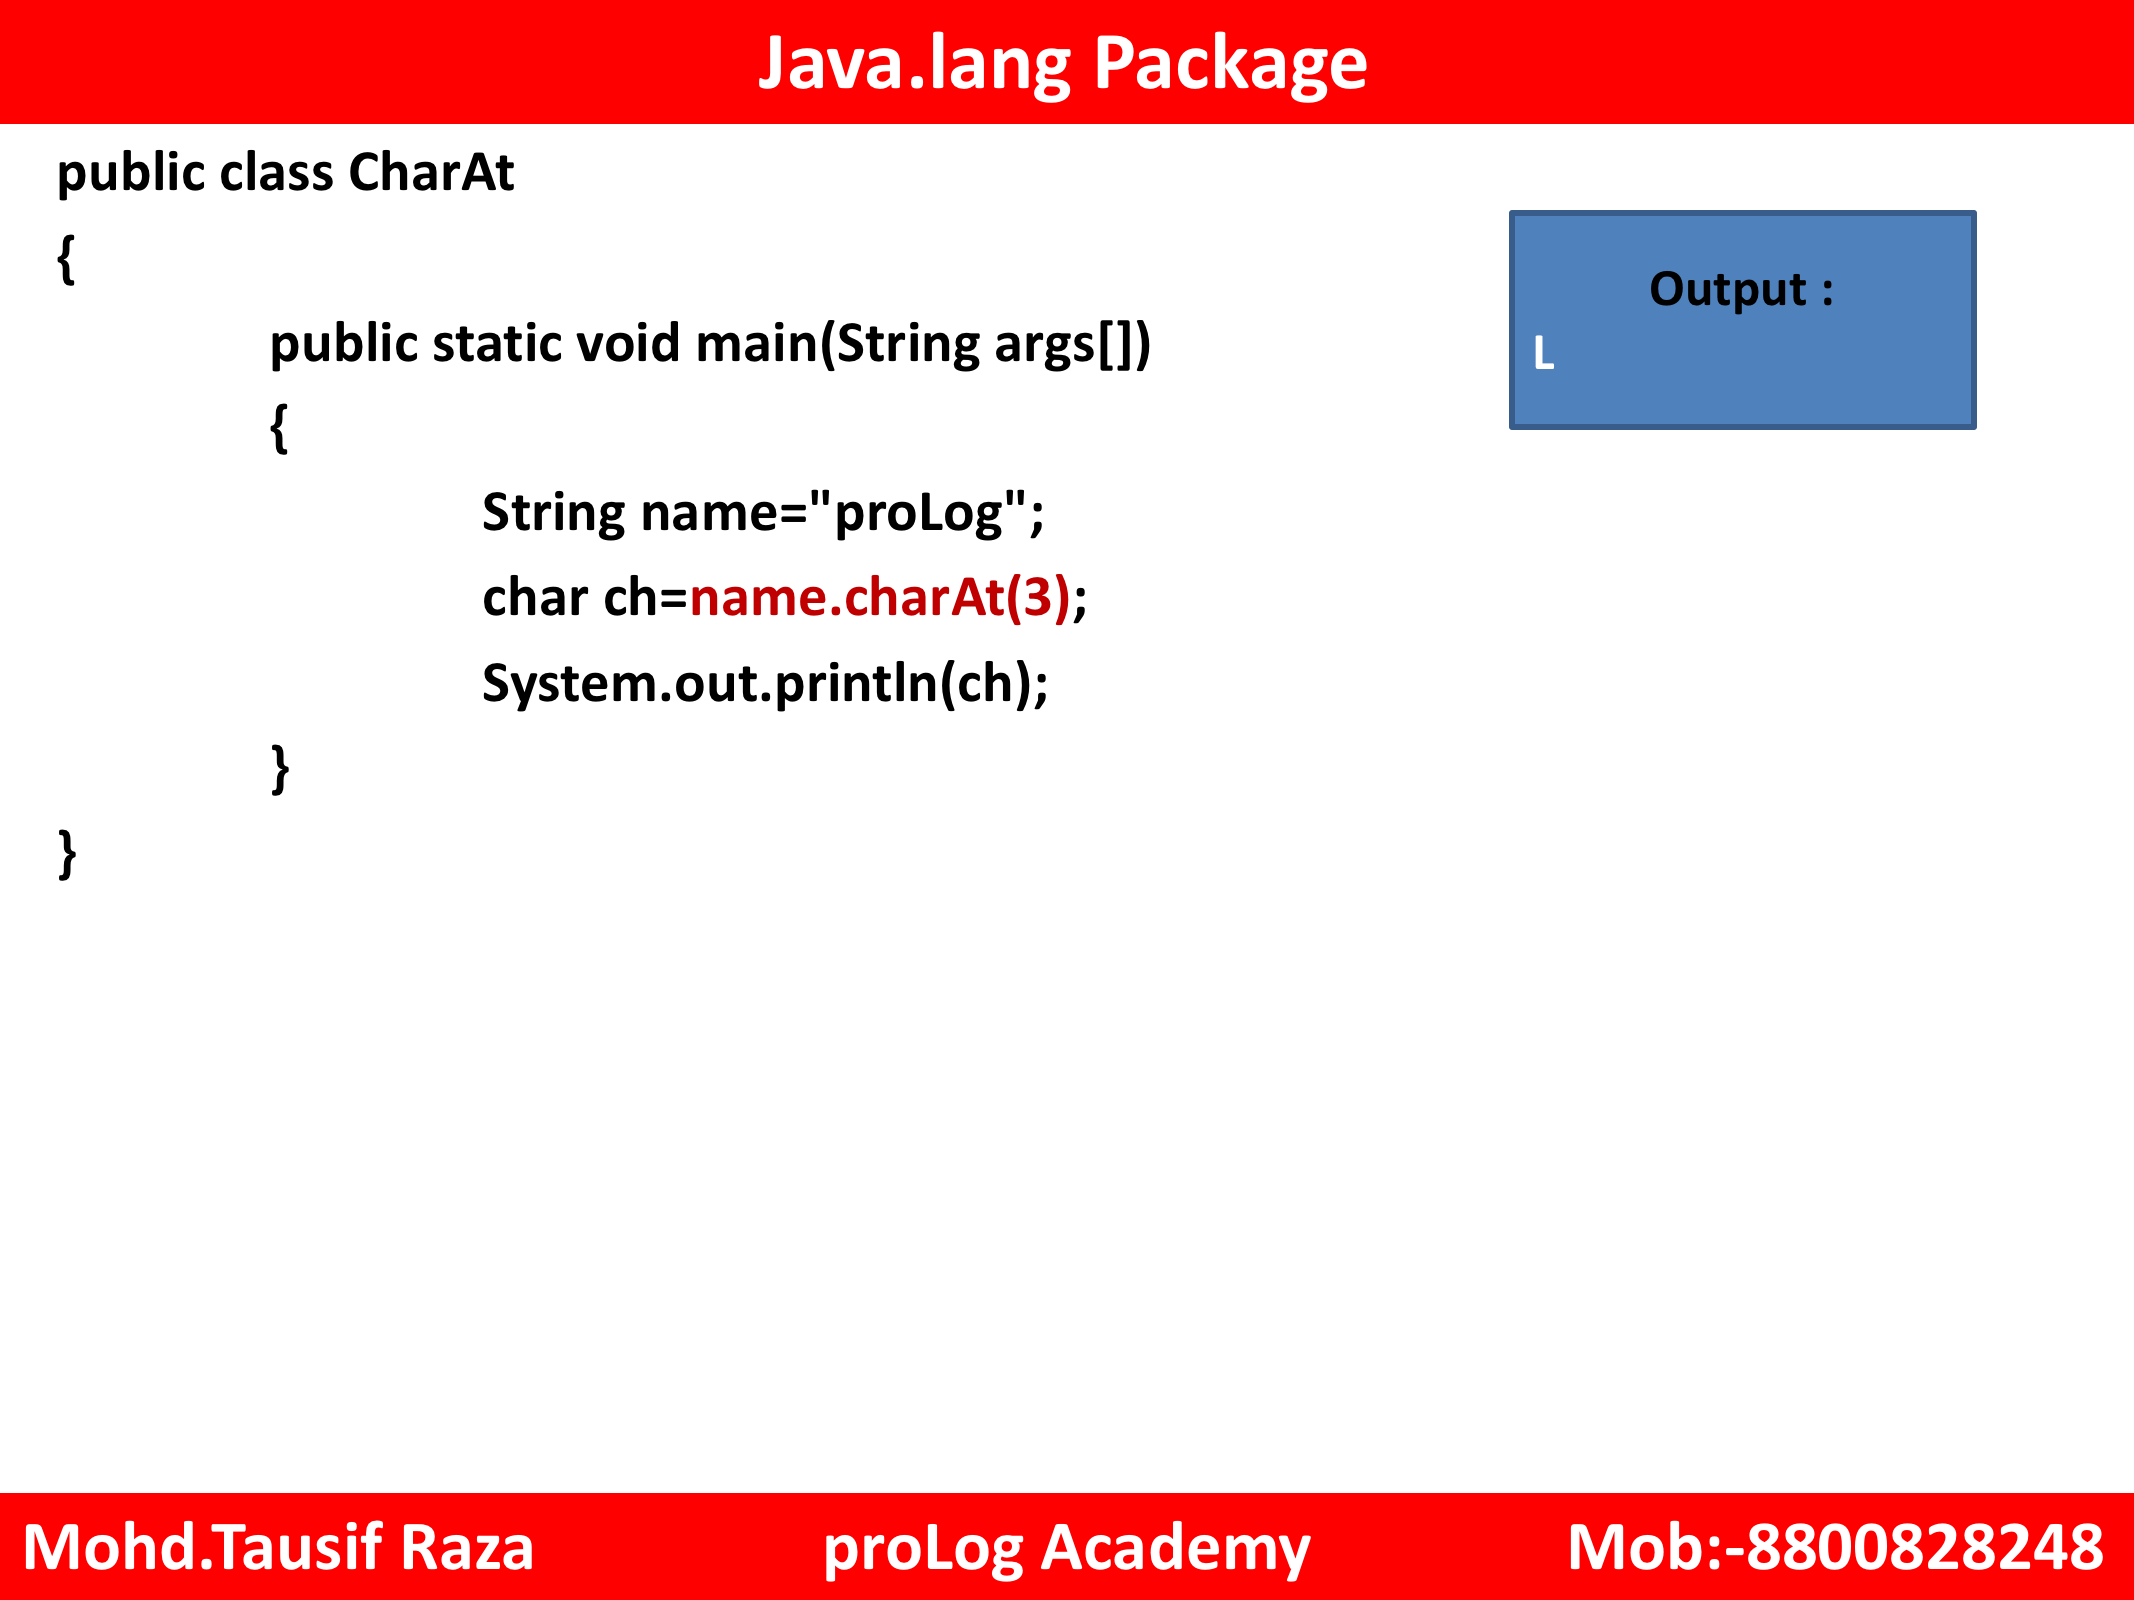 Java.lang Package
public class CharAt
{
public static void main(String args[])
{
String name="proLog";
char ch=name.charAt(3);
System.out.println(ch);
}
}
Output :
L
Mohd.Tausif Raza proLog Academy Mob:-8800828248